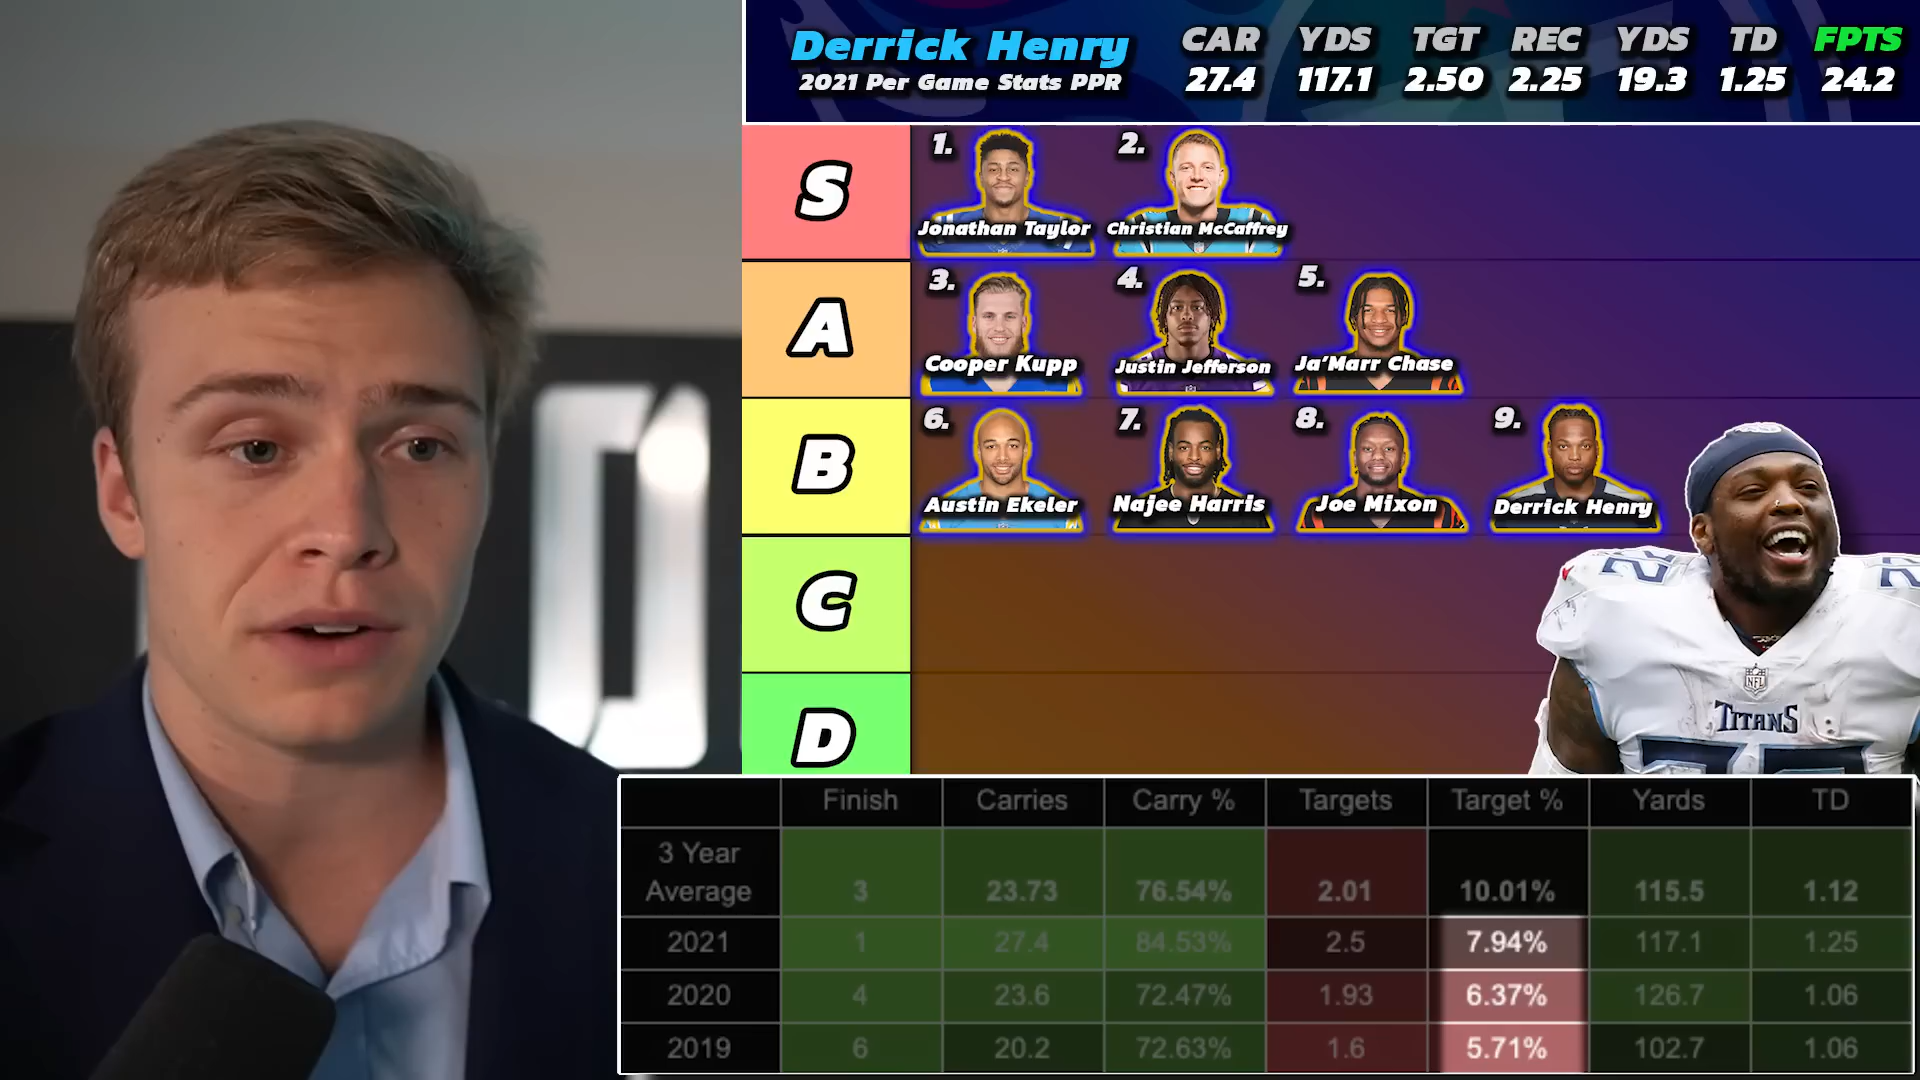 Derrick Henry
2021 Per Game Stats PPR
CAR YDS TGT REC YDS TD FPTS
27.4 117.1 2.50 2.25 19.3 1.25 24.2
S
1. 2.
Jonathan Taylor Christian McCaffrey
A
3. 4. 5.
Cooper Kupp Justin Jefferson Ja'Marr Chase
B
6. 7. 8. 9.
Austin Ekeler Najee Harris Joe Mixon Derrick Henry
C
D
22 22
NFL
TITANS
Finish Carries Carry % Targets Target % Yards TD
3 Year
Average 3 23.73 76.54% 2.01 10.01% 115.5 1.12
2021 1 27.4 84.53% 2.5 7.94% 117.1 1.25
2020 4 23.6 72.47% 1.93 6.37% 126.7 1.06
2019 6 20.2 72.63% 1.6 5.71% 102.7 1.06